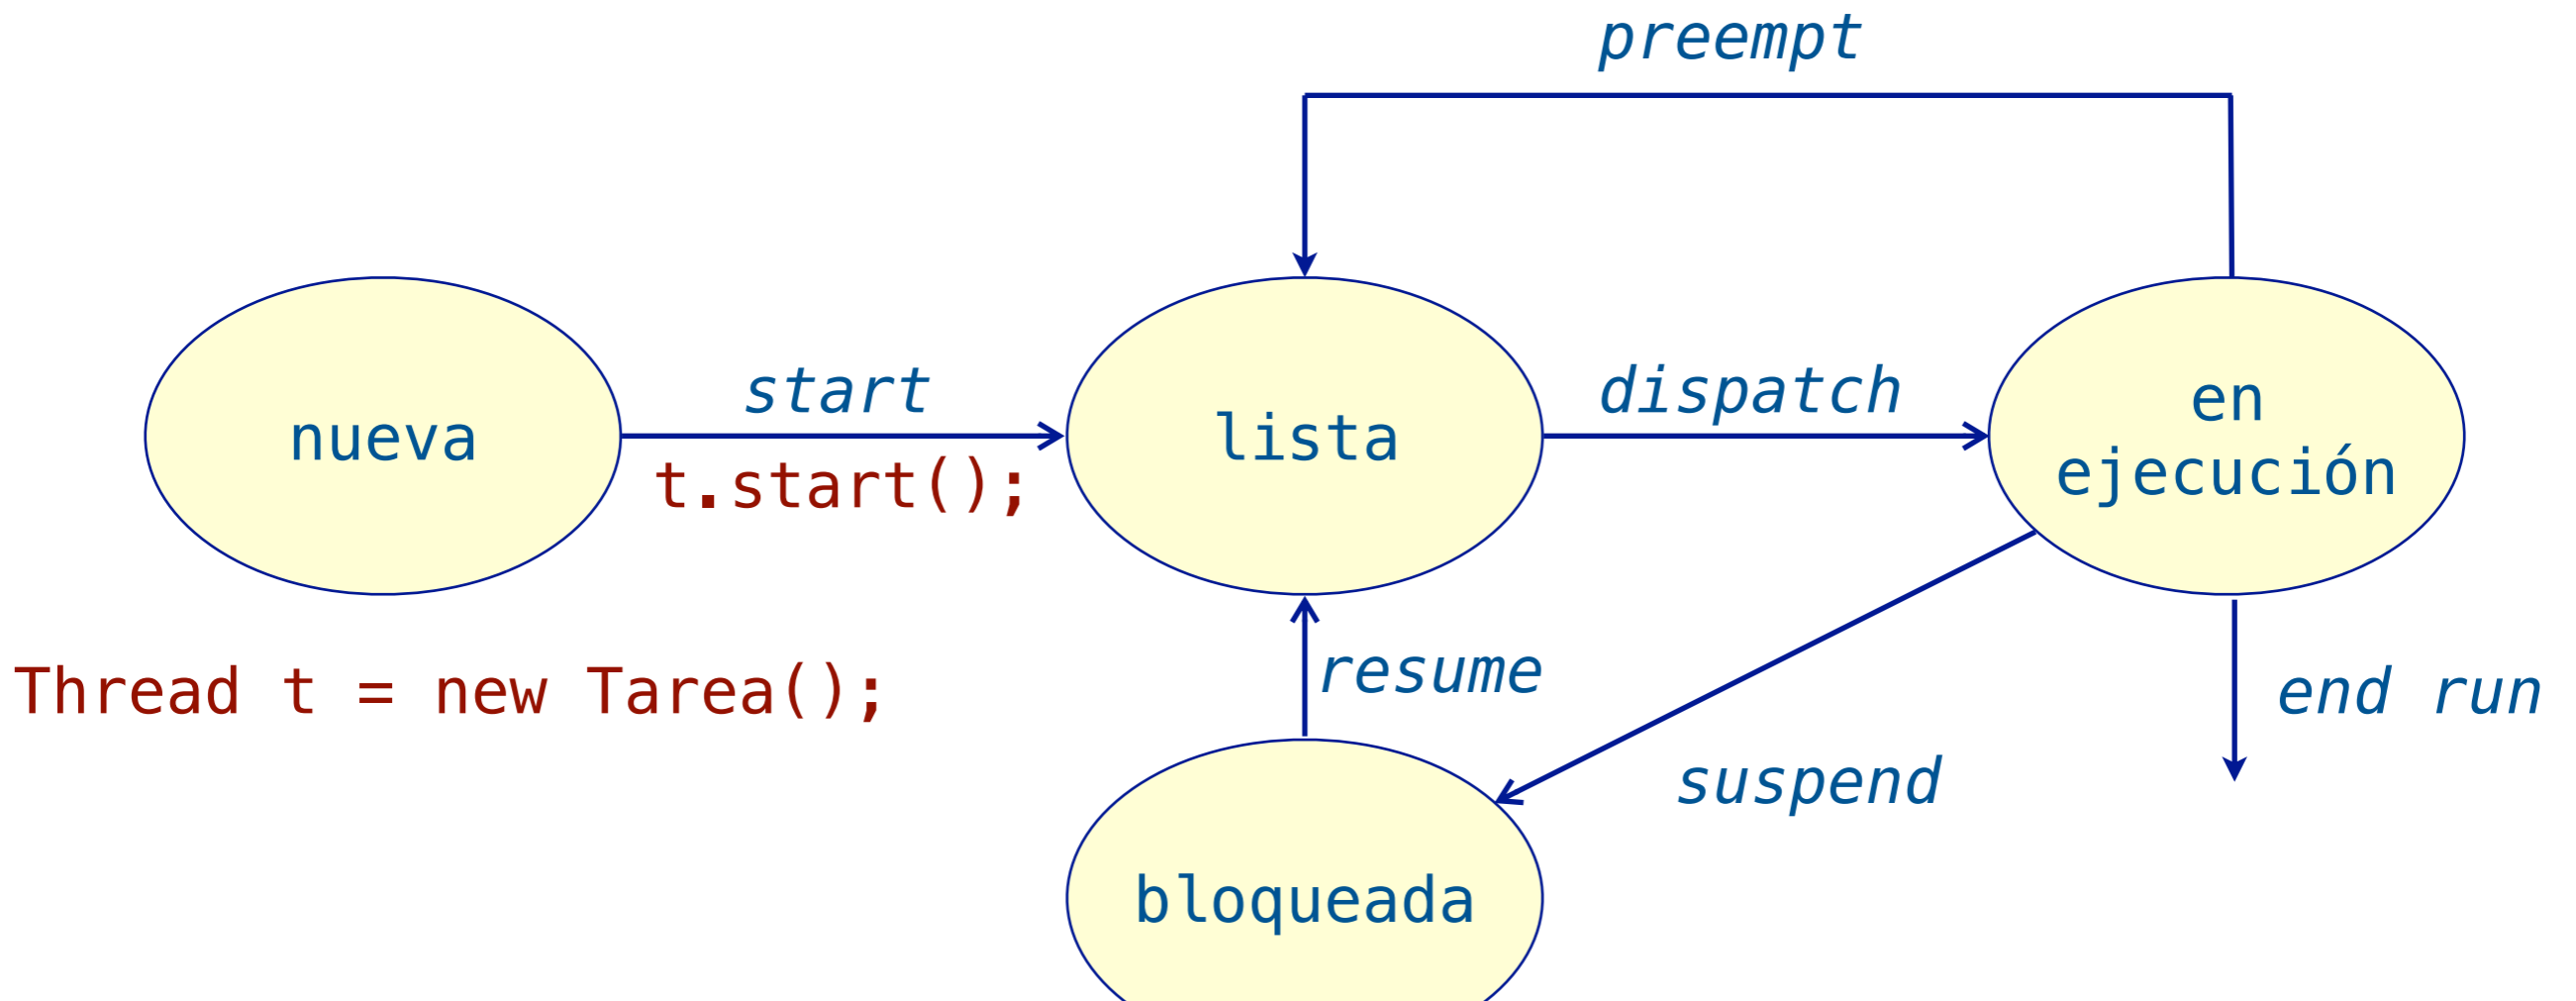 preempt
nueva
start
t.start();
lista
dispatch
en
ejecución
Thread t = new Tarea();
resume
suspend
end run
bloqueada